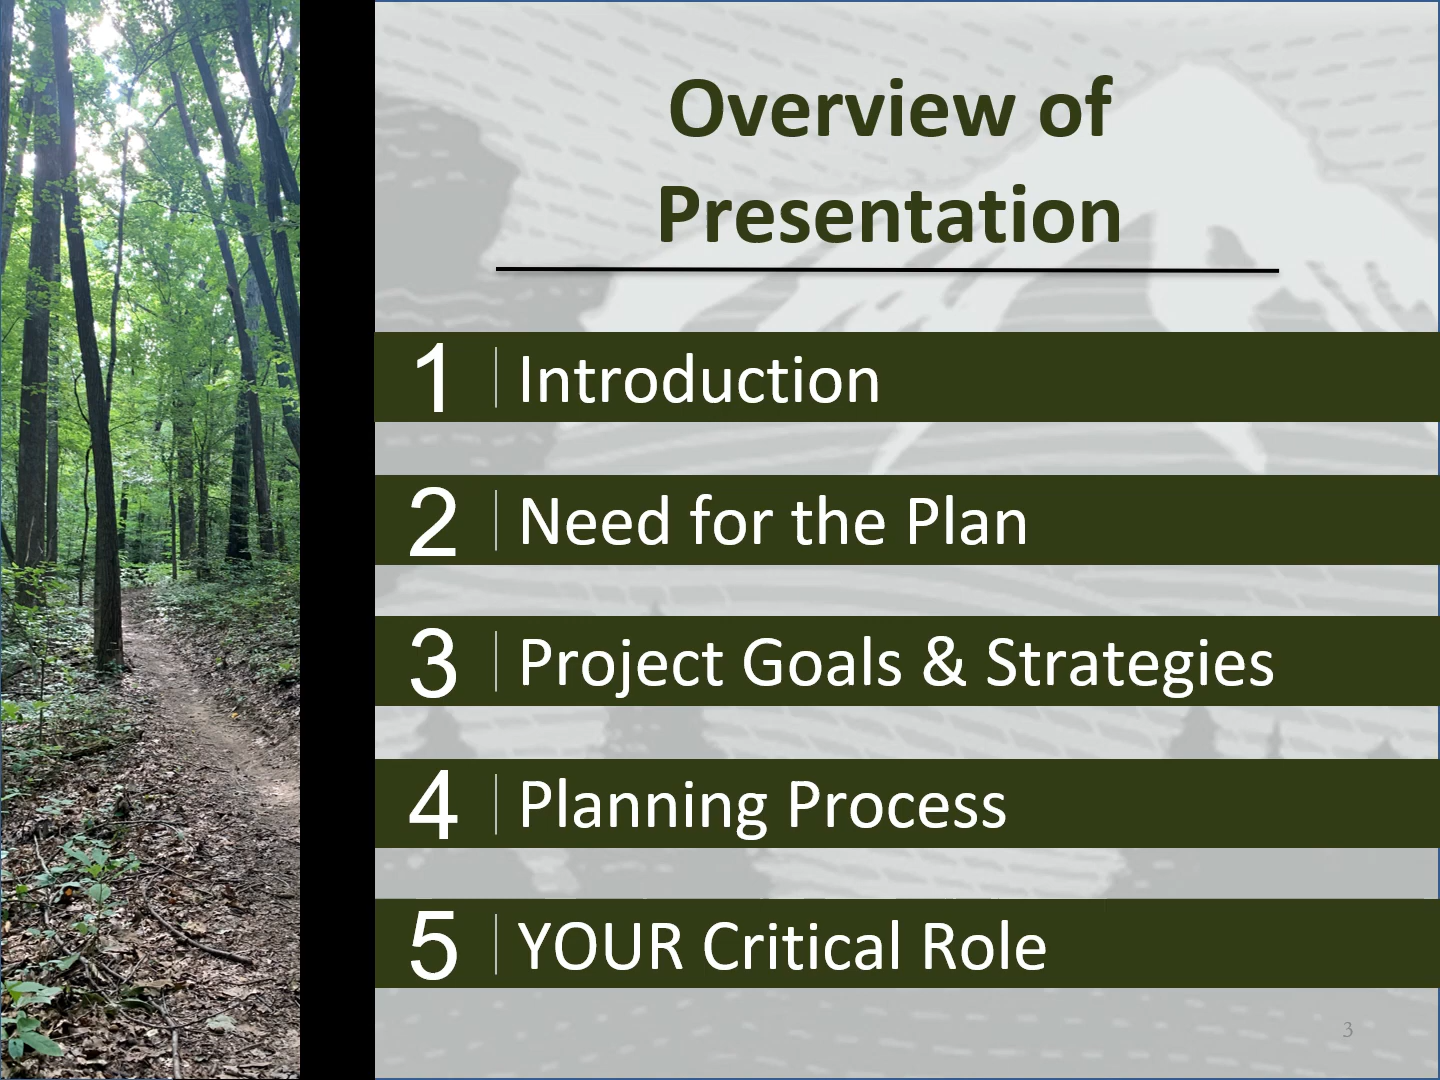 Overview of
Presentation
1 Introduction
2 Need for the Plan
3 Project Goals & Strategies
4 Planning Process
5 YOUR Critical Role
3